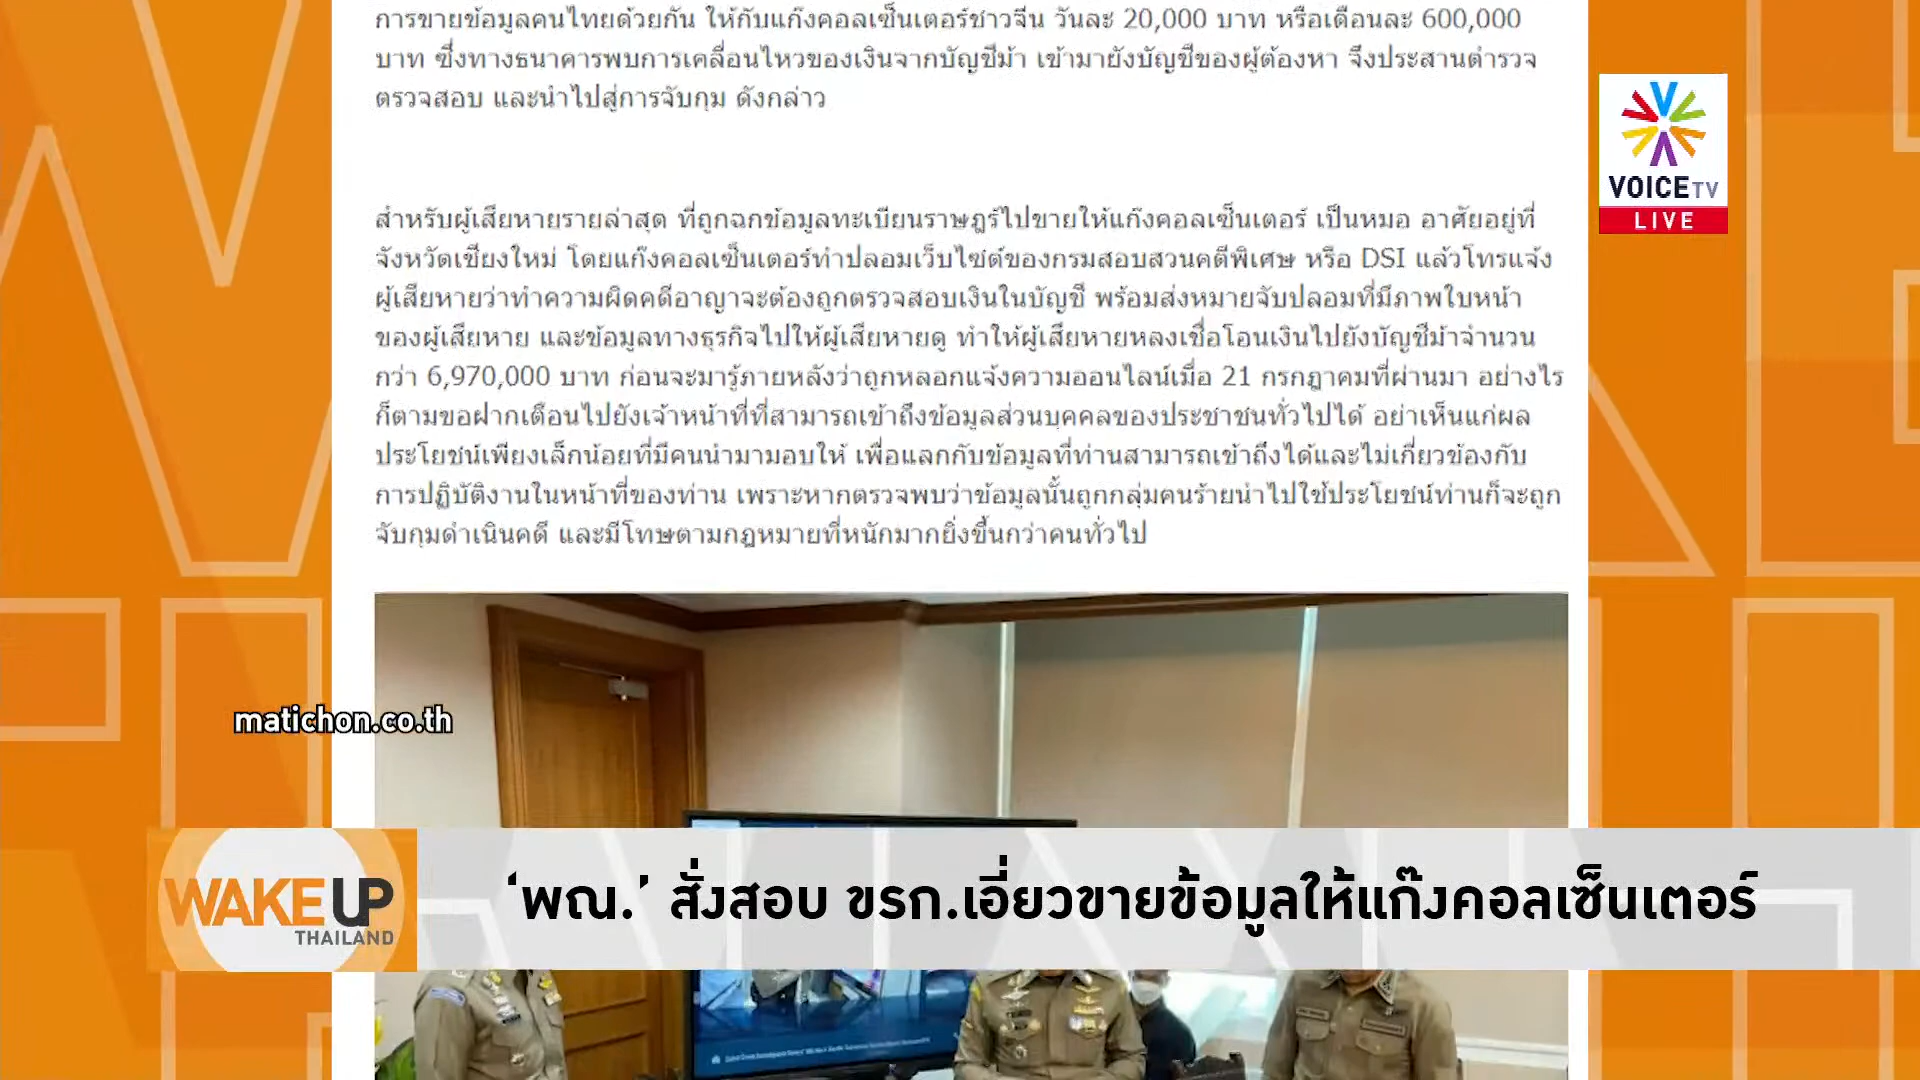 การขายข้อมูลคนไทยด้วยกัน ให้กับแก๊งคอลเซ็นเตอร์ชาวจีน วันละ 20,000 บาท หรือเดือนละ 600,000
บาท ซึ่งทางธนาคารพบการเคลื่อนไหวของเงินจากบัญชีม้า เข้ามายังบัญชีของผู้ต้องหา จึงประสานตำรวจ
ตรวจสอบ และนำไปสู่การจับกุม ดังกล่าว
VOICE TV
LIVE
สำหรับผู้เสียหายรายล่าสุด ที่ถูกฉกข้อมูลทะเบียนราษฎร์ไปขายให้แก๊งคอลเซ็นเตอร์ เป็นหมอ อาศัยอยู่ที่
จังหวัดเชียงใหม่ โดยแก๊งคอลเซ็นเตอร์ทำปลอมเว็บไซต์ของกรมสอบสวนคดีพิเศษ หรือ DSI แล้วโทรแจ้ง
ผู้เสียหายว่าทำความผิดคดีอาญาจะต้องถูกตรวจสอบเงินในบัญชี พร้อมส่งหมายจับปลอมที่มีภาพใบหน้า
ของผู้เสียหาย และข้อมูลทางธุรกิจไปให้ผู้เสียหายดู ทำให้ผู้เสียหายหลงเชื่อโอนเงินไปยังบัญชีม้าจำนวน
กว่า 6,970,000 บาท ก่อนจะมารู้ภายหลังว่าถูกหลอกแจ้งความออนไลน์เมื่อ 21 กรกฎาคมที่ผ่านมา อย่างไร
ก็ตามขอฝากเตือนไปยังเจ้าหน้าที่ที่สามารถเข้าถึงข้อมูลส่วนบุคคลของประชาชนทั่วไปได้ อย่าเห็นแก่ผล
ประโยชน์เพียงเล็กน้อยที่มีคนนำมามอบให้ เพื่อแลกกับข้อมูลที่ท่านสามารถเข้าถึงได้และไม่เกี่ยวข้องกับ
การปฏิบัติงานในหน้าที่ของท่าน เพราะหากตรวจพบว่าข้อมูลนั้นถูกกลุ่มคนร้ายนำไปใช้ประโยชน์ท่านก็จะถูก
จับกุมดำเนินคดี และมีโทษตามกฎหมายที่หนักมากยิ่งขึ้นกว่าคนทั่วไป
matichon.co.th
WAKE UP
THAILAND
‘พณ.’ สั่งสอบ ขรก.เอี่ยวขายข้อมูลให้แก๊งคอลเซ็นเตอร์